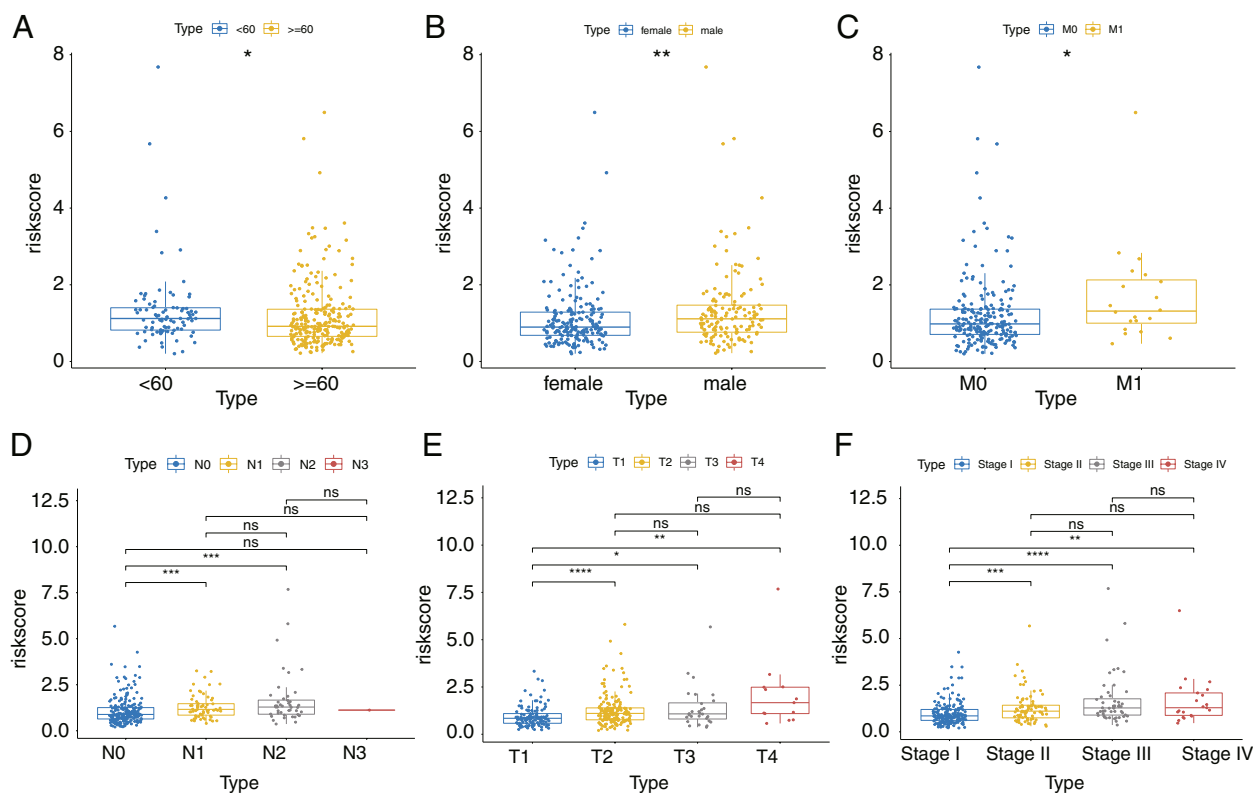 A
Type <60 >=60
*
8
6
4
2
0
riskscore
<60 >=60
Type
B
Type female male
**
8
6
4
2
0
riskscore
female male
Type
C
Type M0 M1
*
8
6
4
2
0
riskscore
M0 M1
Type
D
Type N0 N1 N2 N3
12.5
10.0
7.5
5.0
2.5
0.0
riskscore
ns
ns
ns
ns
***
***
N0 N1 N2 N3
Type
E
Type T1 T2 T3 T4
12.5
10.0
7.5
5.0
2.5
0.0
riskscore
ns
ns
ns
**
*
****
T1 T2 T3 T4
Type
F
Type Stage I Stage II Stage III Stage IV
12.5
10.0
7.5
5.0
2.5
0.0
riskscore
ns
ns
ns
**
****
***
Stage I Stage II Stage III Stage IV
Type